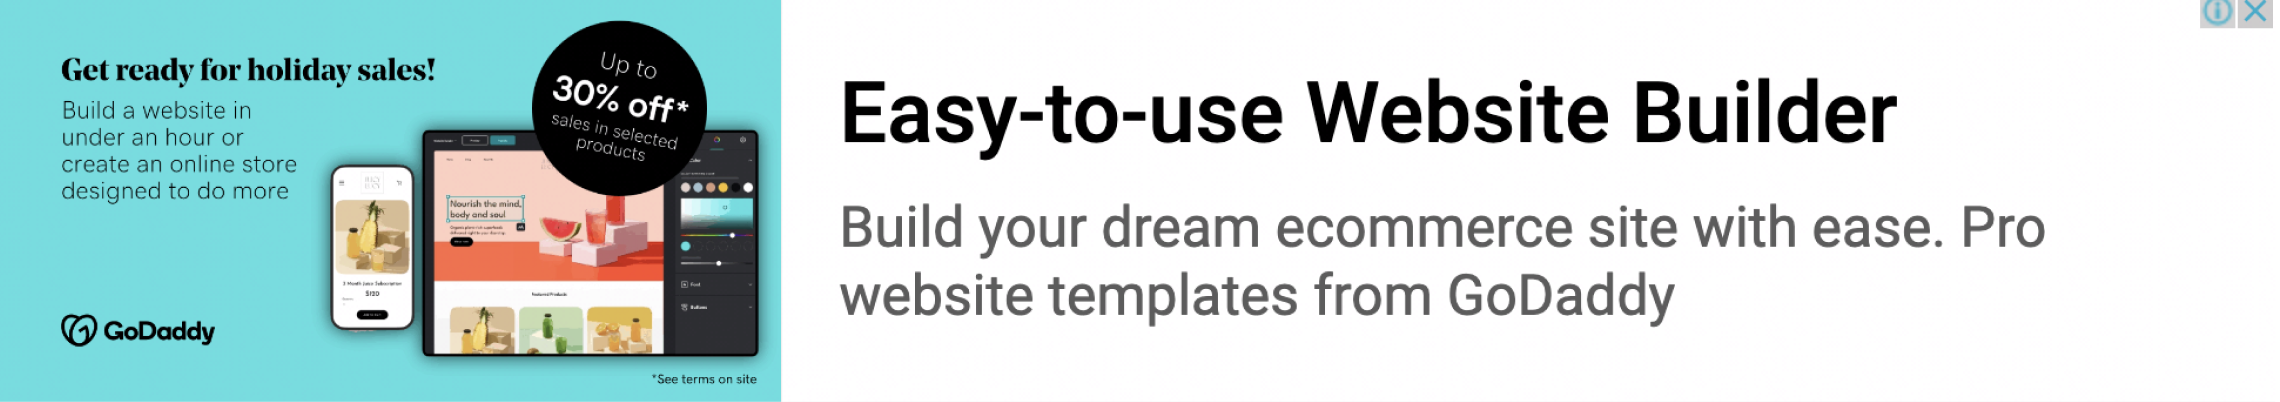 Get ready for holiday sales!
Build a website in
under an hour or
create an online store
designed to do more
Up to
30% off*
sales in selected
products
Nourish the mind,
body and soul
Featured Products
$120
Color
Font
Buttons
GoDaddy
*See terms on site
Easy-to-use Website Builder
Build your dream ecommerce site with ease. Pro
website templates from GoDaddy